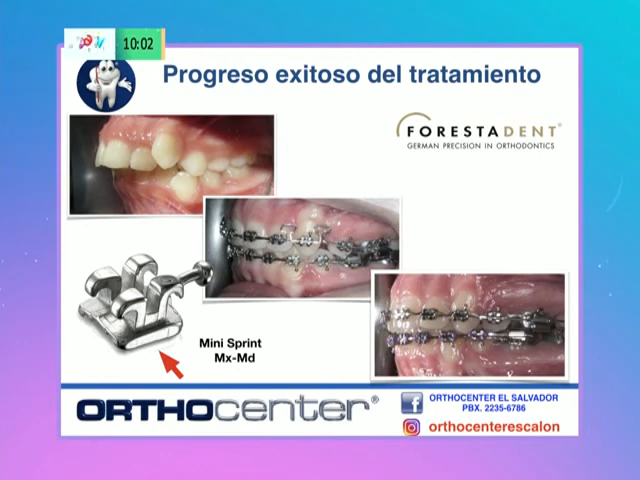 10:02
Progreso exitoso del tratamiento
FORESTADENT®
GERMAN PRECISION IN ORTHODONTICS
Mini Sprint
Mx-Md
ORTHOCenter®
ORTHOCENTER EL SALVADOR
PBX. 2235-6786
orthocenterescalon